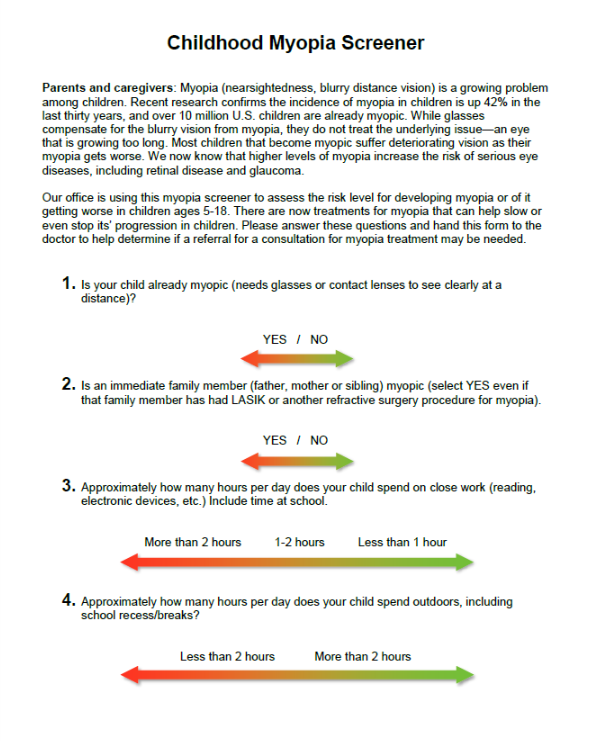 Childhood Myopia Screener
Parents and caregivers: Myopia (nearsightedness, blurry distance vision) is a growing problem
among children. Recent research confirms the incidence of myopia in children is up 42% in the
last thirty years, and over 10 million U.S. children are already myopic. While glasses
compensate for the blurry vision from myopia, they do not treat the underlying issue—an eye
that is growing too long. Most children that become myopic suffer deteriorating vision as their
myopia gets worse. We now know that higher levels of myopia increase the risk of serious eye
diseases, including retinal disease and glaucoma.
Our office is using this myopia screener to assess the risk level for developing myopia or of it
getting worse in children ages 5-18. There are now treatments for myopia that can help slow or
even stop its' progression in children. Please answer these questions and hand this form to the
doctor to help determine if a referral for a consultation for myopia treatment may be needed.
1. Is your child already myopic (needs glasses or contact lenses to see clearly at a
distance)?
YES / NO
2. Is an immediate family member (father, mother or sibling) myopic (select YES even if
that family member has had LASIK or another refractive surgery procedure for myopia).
YES / NO
3. Approximately how many hours per day does your child spend on close work (reading,
electronic devices, etc.) Include time at school.
More than 2 hours 1-2 hours Less than 1 hour
4. Approximately how many hours per day does your child spend outdoors, including
school recess/breaks?
Less than 2 hours More than 2 hours